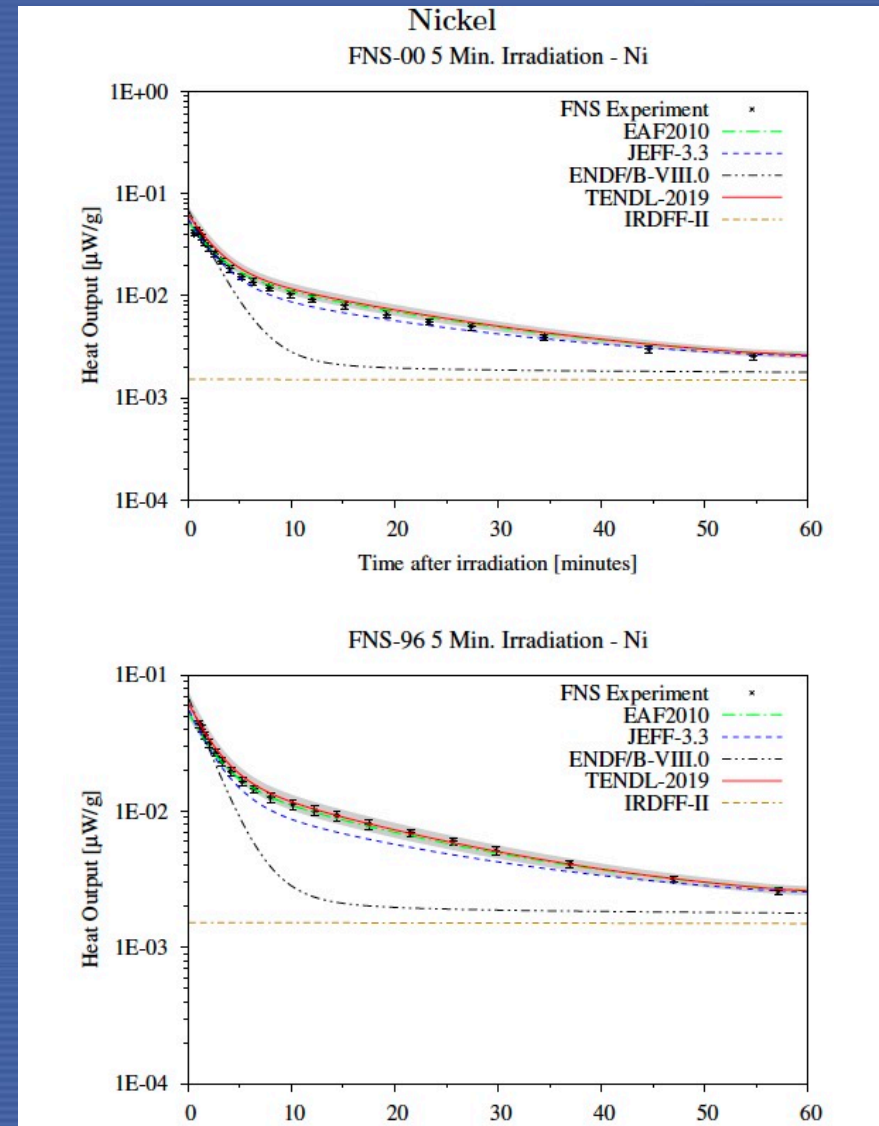 Nickel
FNS-00 5 Min. Irradiation - Ni
1E+00
1E-01
1E-02
1E-03
1E-04
Heat Output [μW/g]
FNS Experiment
EAF2010
JEFF-3.3
ENDF/B-VIII.0
TENDL-2019
IRDFF-II
0 10 20 30 40 50 60
Time after irradiation [minutes]
FNS-96 5 Min. Irradiation - Ni
1E-01
1E-02
1E-03
1E-04
Heat Output [μW/g]
FNS Experiment
EAF2010
JEFF-3.3
ENDF/B-VIII.0
TENDL-2019
IRDFF-II
0 10 20 30 40 50 60